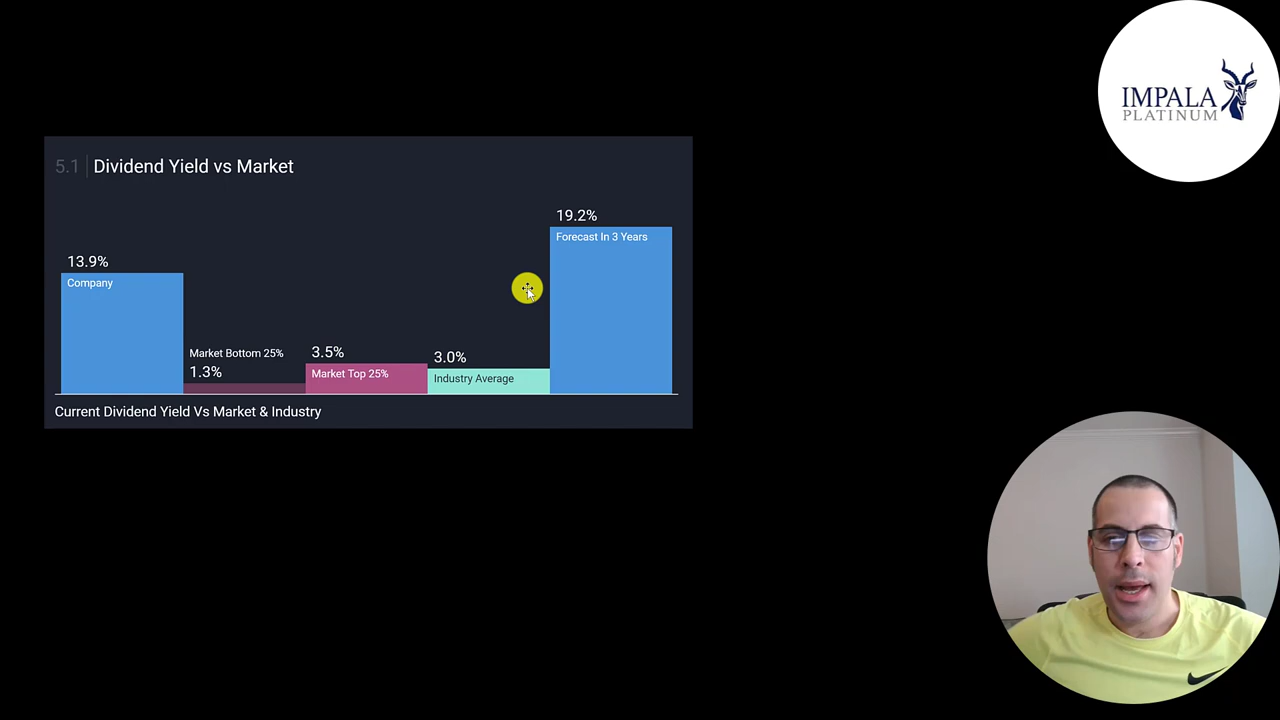 IMPALA
PLATINUM
5.1 Dividend Yield vs Market
19.2%
Forecast In 3 Years
13.9%
Company
Market Bottom 25%
1.3%
3.5%
Market Top 25%
3.0%
Industry Average
Current Dividend Yield Vs Market & Industry